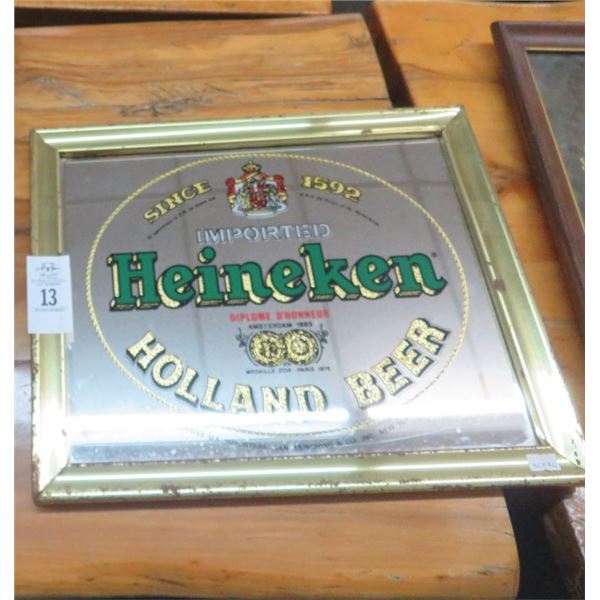 SINCE 1592
IMPORTED
Heineken
DIPLOME D'HONNEUR
AMSTERDAM 1883
MEDAILLE D'OR PARIS 1875
HOLLAND BEER
13